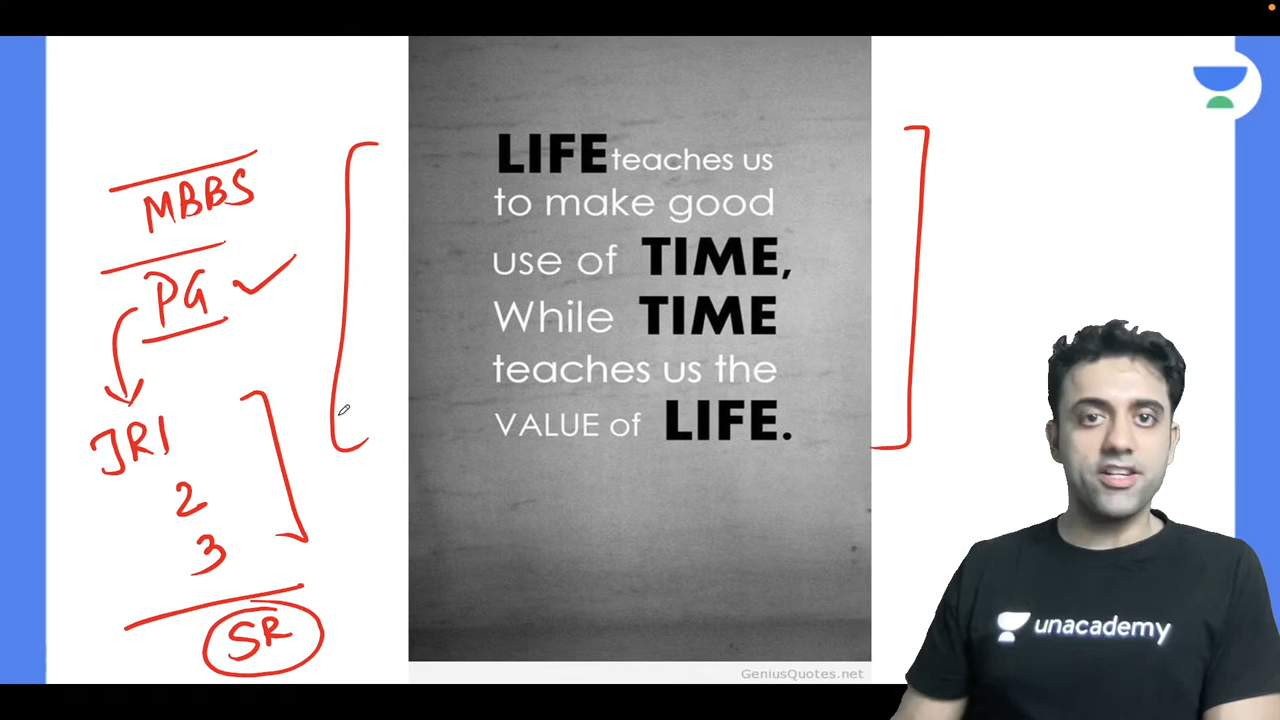 MBBS
PG
JR1
2
3
SR
LIFE teaches us
to make good
use of TIME,
While TIME
teaches us the
VALUE of LIFE.
GeniusQuotes.net
unacademy